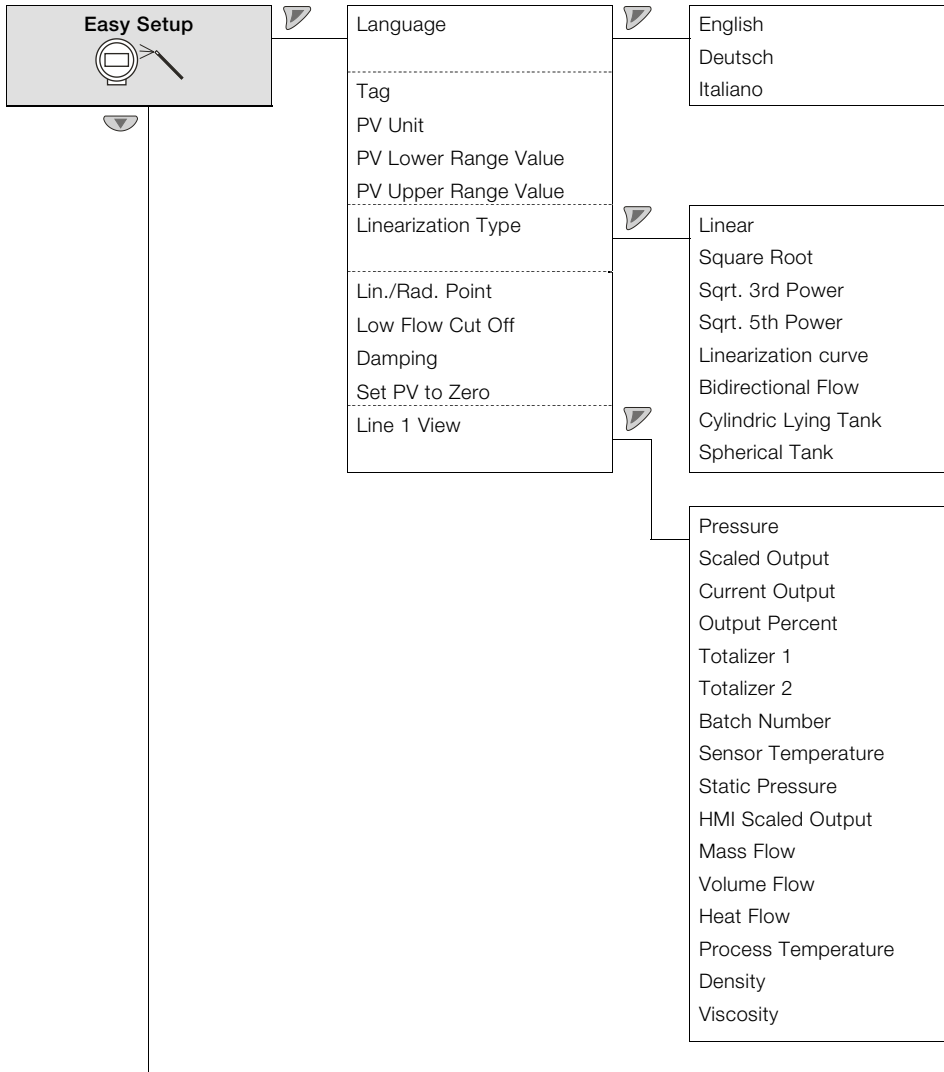 Easy Setup
Language
Tag
PV Unit
PV Lower Range Value
PV Upper Range Value
Linearization Type
Lin./Rad. Point
Low Flow Cut Off
Damping
Set PV to Zero
Line 1 View
English
Deutsch
Italiano
Linear
Square Root
Sqrt. 3rd Power
Sqrt. 5th Power
Linearization curve
Bidirectional Flow
Cylindric Lying Tank
Spherical Tank
Pressure
Scaled Output
Current Output
Output Percent
Totalizer 1
Totalizer 2
Batch Number
Sensor Temperature
Static Pressure
HMI Scaled Output
Mass Flow
Volume Flow
Heat Flow
Process Temperature
Density
Viscosity